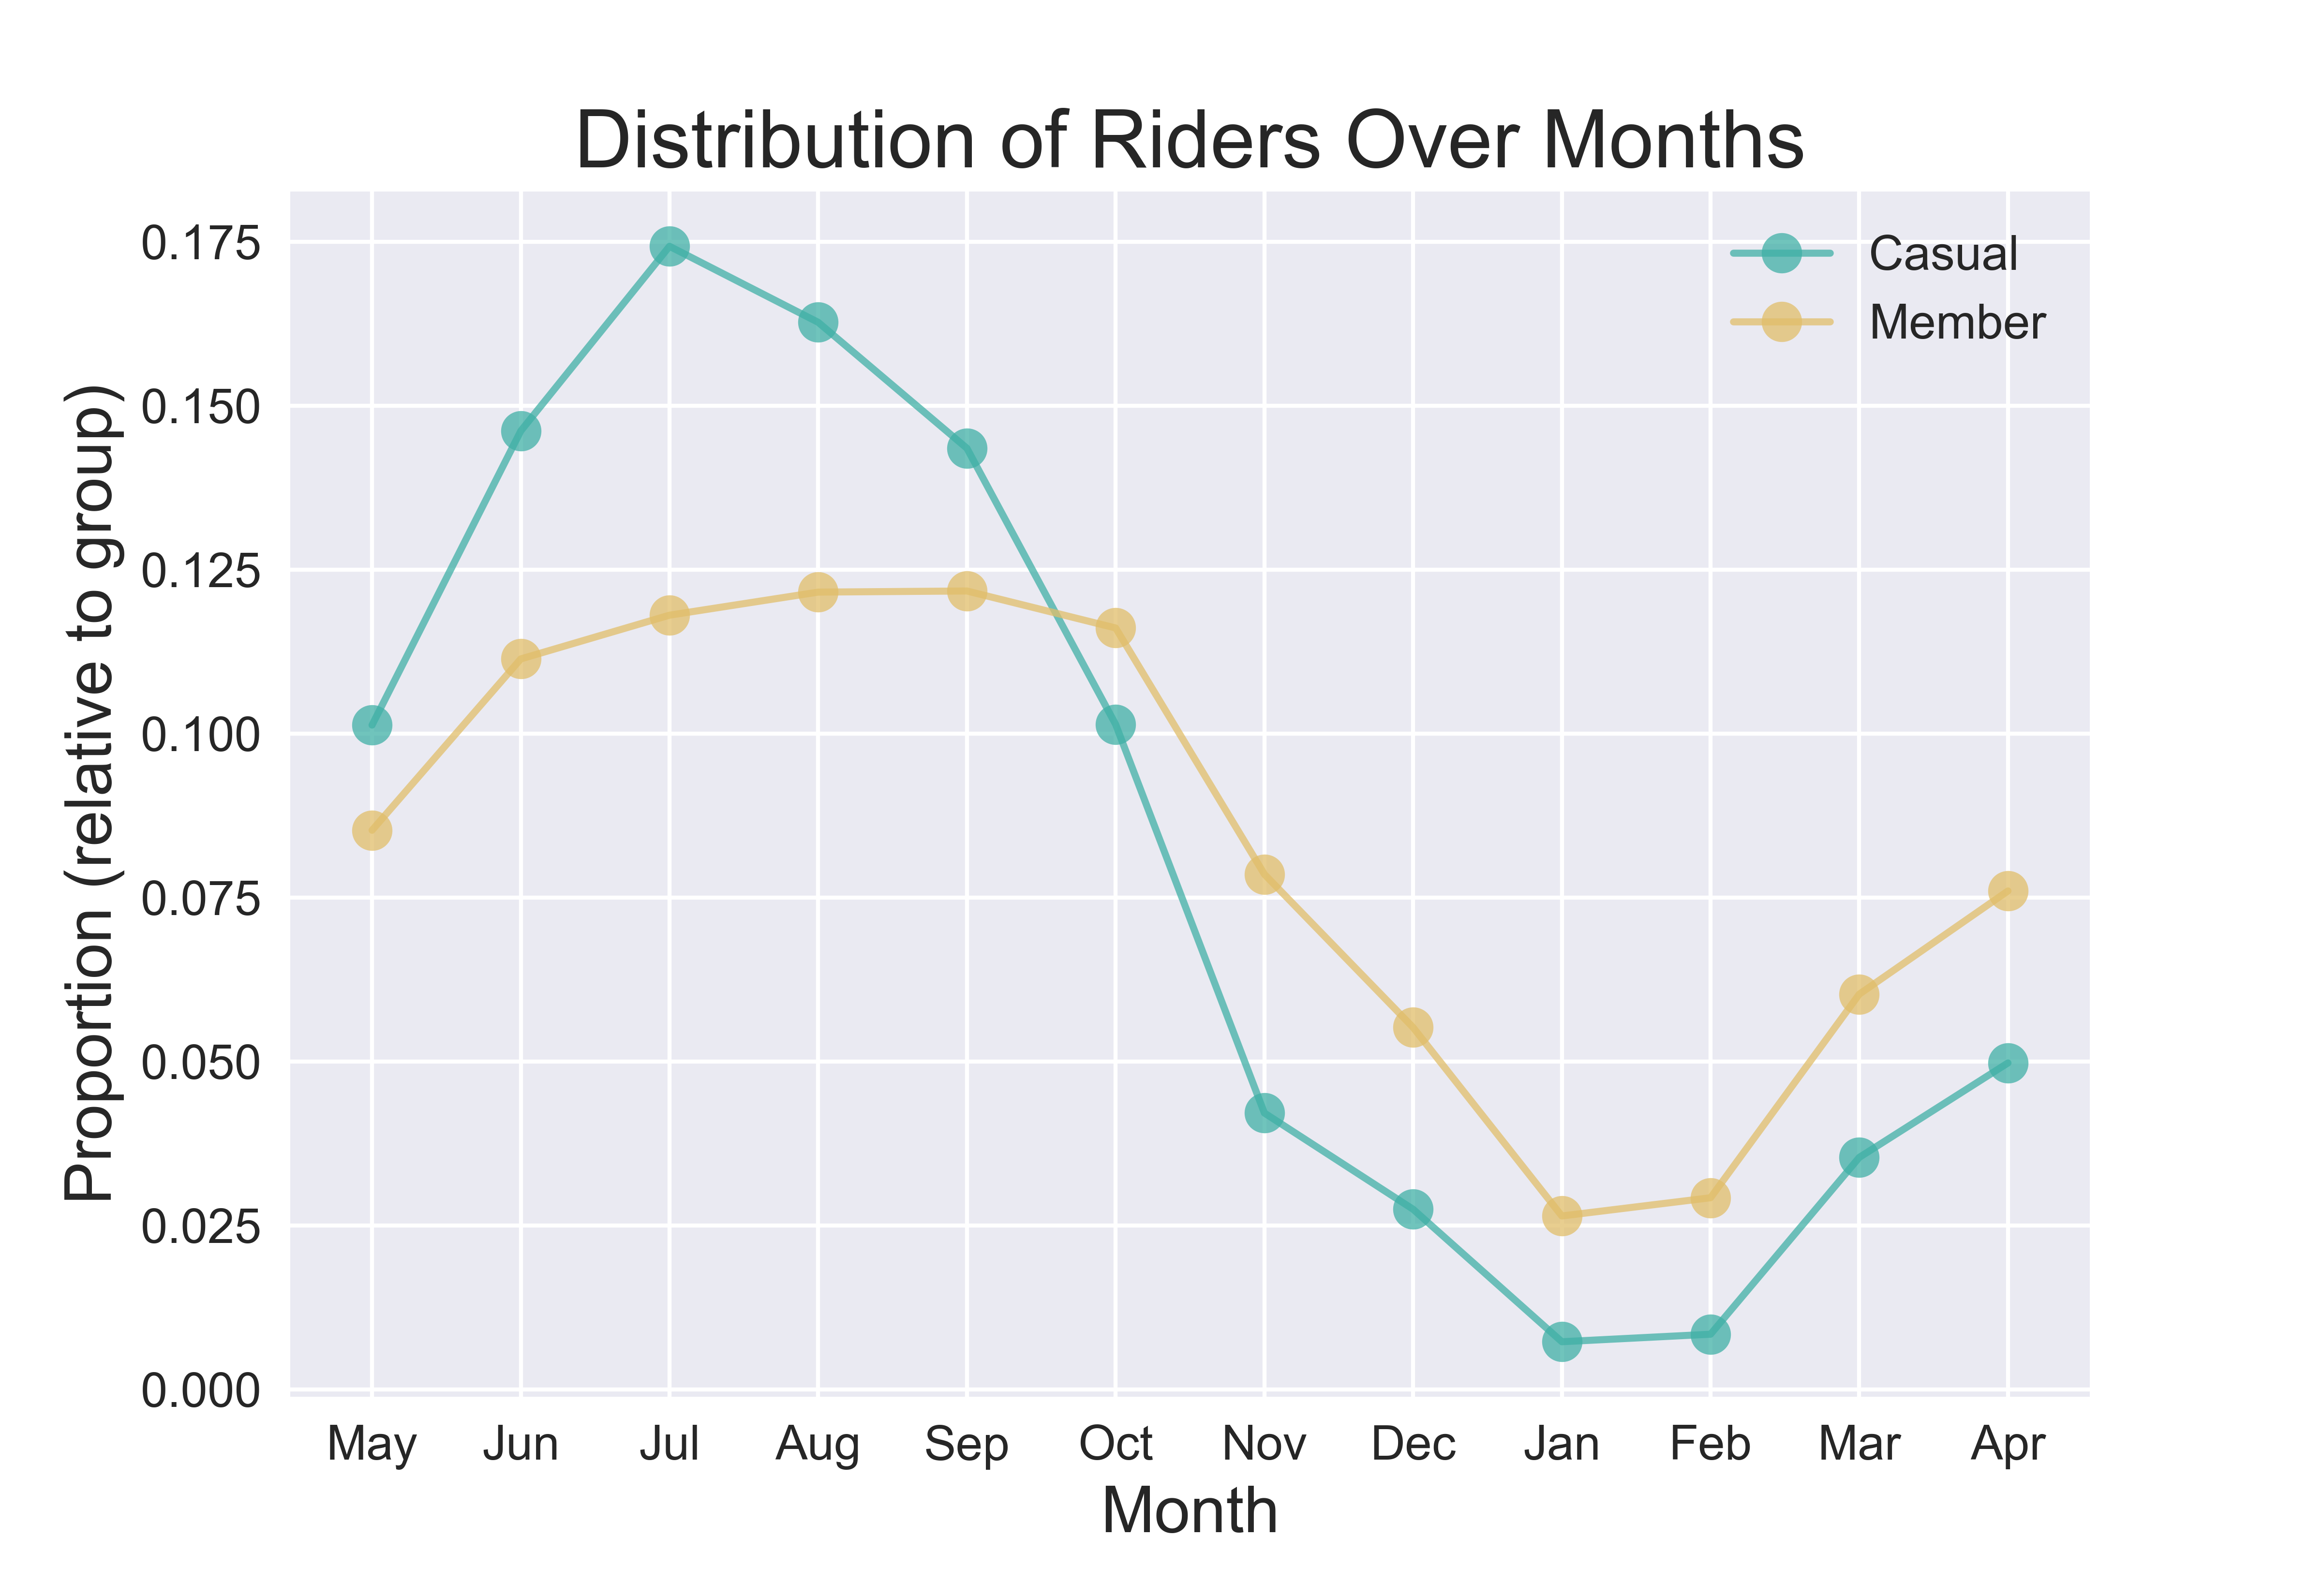 Distribution of Riders Over Months
Casual
Member
Proportion (relative to group)
0.175
0.150
0.125
0.100
0.075
0.050
0.025
0.000
May Jun Jul Aug Sep Oct Nov Dec Jan Feb Mar Apr
Month